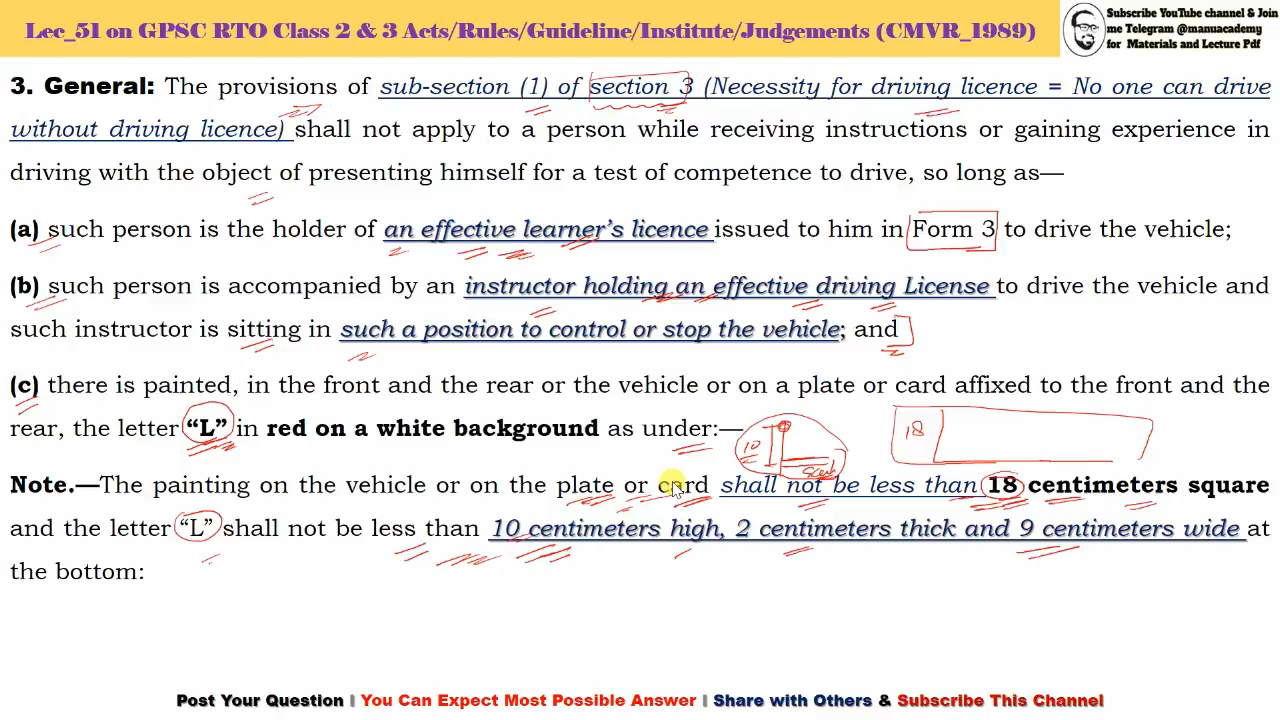 Lec_51 on GPSC RTO Class 2 & 3 Acts/Rules/Guideline/Institute/Judgements (CMVR_1989)
Subscribe YouTube channel & Join
me Telegram @manuacademy
for Materials and Lecture Pdf
3. General: The provisions of sub-section (1) of section 3 (Necessity for driving licence = No one can drive
without driving licence) shall not apply to a person while receiving instructions or gaining experience in
driving with the object of presenting himself for a test of competence to drive, so long as—
(a) such person is the holder of an effective learner’s licence issued to him in Form 3 to drive the vehicle;
(b) such person is accompanied by an instructor holding an effective driving License to drive the vehicle and
such instructor is sitting in such a position to control or stop the vehicle; and
(c) there is painted, in the front and the rear or the vehicle or on a plate or card affixed to the front and the
rear, the letter “L” in red on a white background as under:—
10
18
Note.—The painting on the vehicle or on the plate or card shall not be less than 18 centimeters square
and the letter “L” shall not be less than 10 centimeters high, 2 centimeters thick and 9 centimeters wide at
the bottom:
Post Your Question | You Can Expect Most Possible Answer | Share with Others & Subscribe This Channel